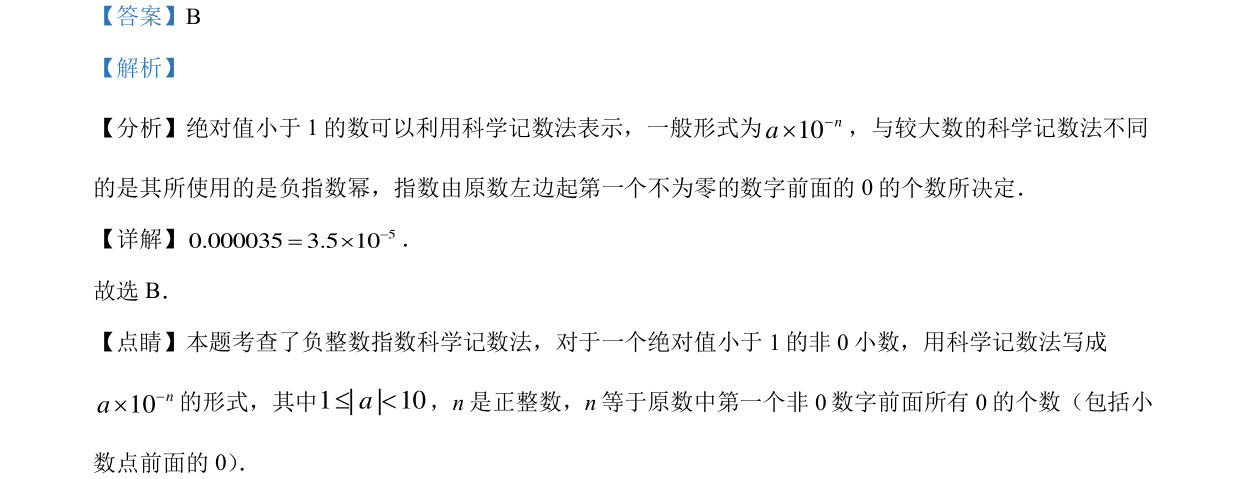 【答案】B
【解析】
【分析】绝对值小于 1 的数可以利用科学记数法表示，一般形式为 a×10⁻ⁿ，与较大数的科学记数法不同
的是其所使用的是负指数幂，指数由原数左边起第一个不为零的数字前面的 0 的个数所决定．
【详解】0.000035＝3.5×10⁻⁵．
故选 B．
【点睛】本题考查了负整数指数科学记数法，对于一个绝对值小于 1 的非 0 小数，用科学记数法写成
a×10⁻ⁿ 的形式，其中 1≤|a|<10，n 是正整数，n 等于原数中第一个非 0 数字前面所有 0 的个数（包括小
数点前面的 0）．